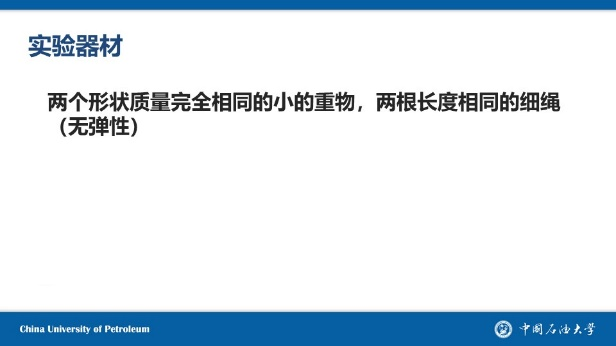 实验器材
两个形状质量完全相同的小的重物，两根长度相同的细绳
（无弹性）
China University of Petroleum
中国石油大学